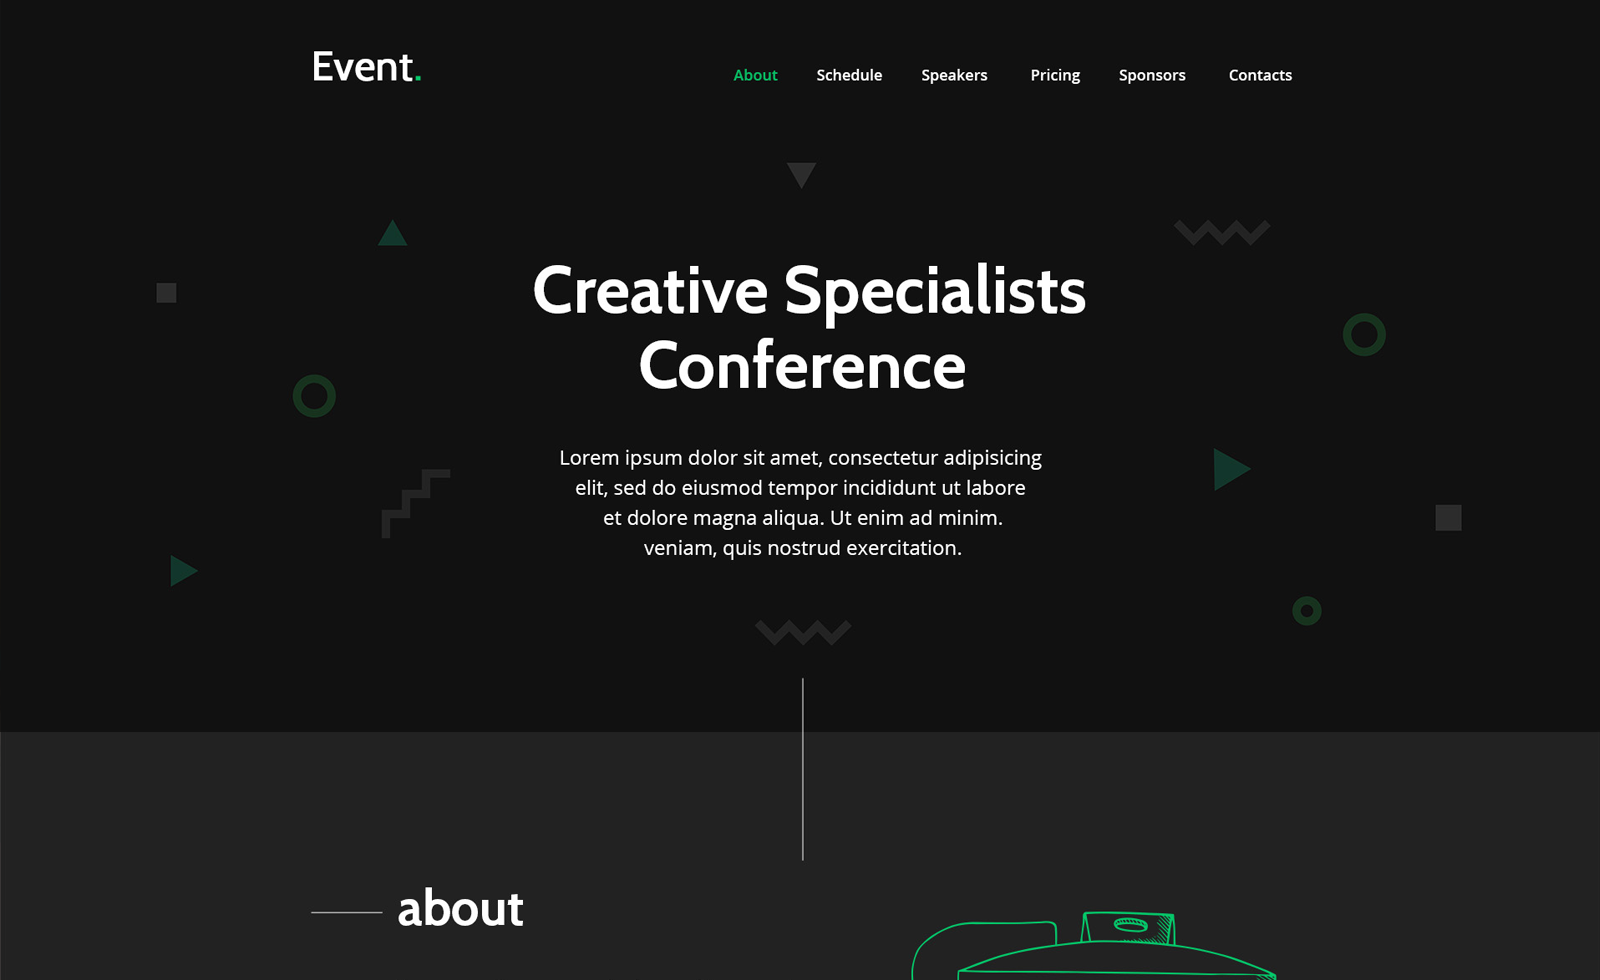 Event.
About Schedule Speakers Pricing Sponsors Contacts
Creative Specialists
Conference
Lorem ipsum dolor sit amet, consectetur adipisicing
elit, sed do eiusmod tempor incididunt ut labore
et dolore magna aliqua. Ut enim ad minim.
veniam, quis nostrud exercitation.
about